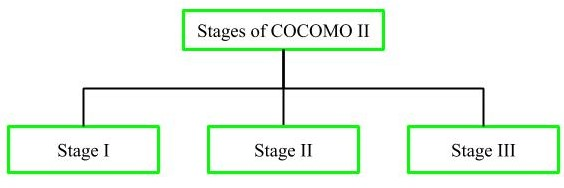 Stages of COCOMO II
Stage I
Stage II
Stage III